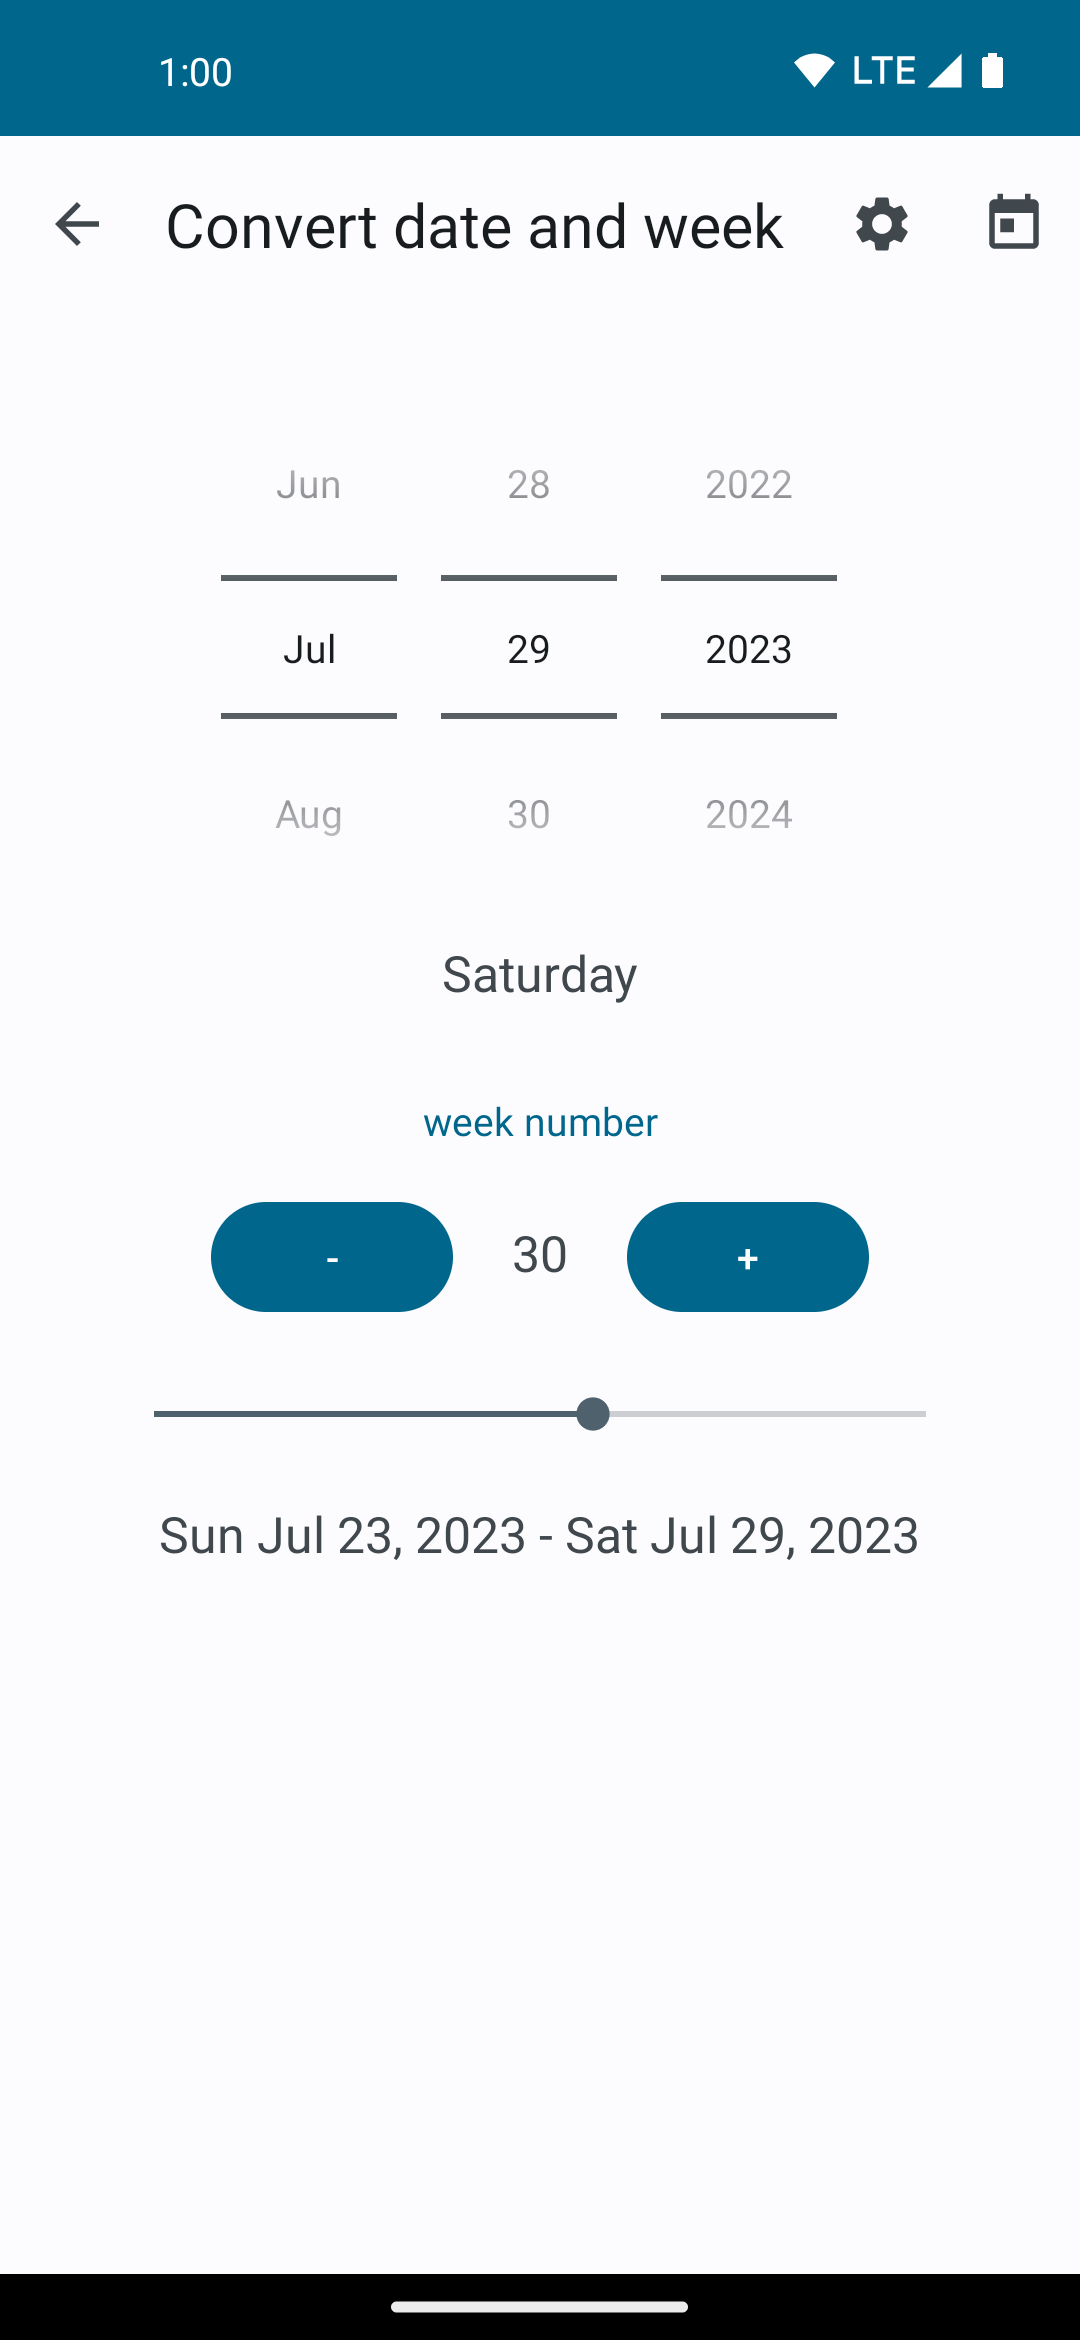 1:00 LTE
Convert date and week
Jun 28 2022
Jul 29 2023
Aug 30 2024
Saturday
week number
- 30 +
Sun Jul 23, 2023 - Sat Jul 29, 2023